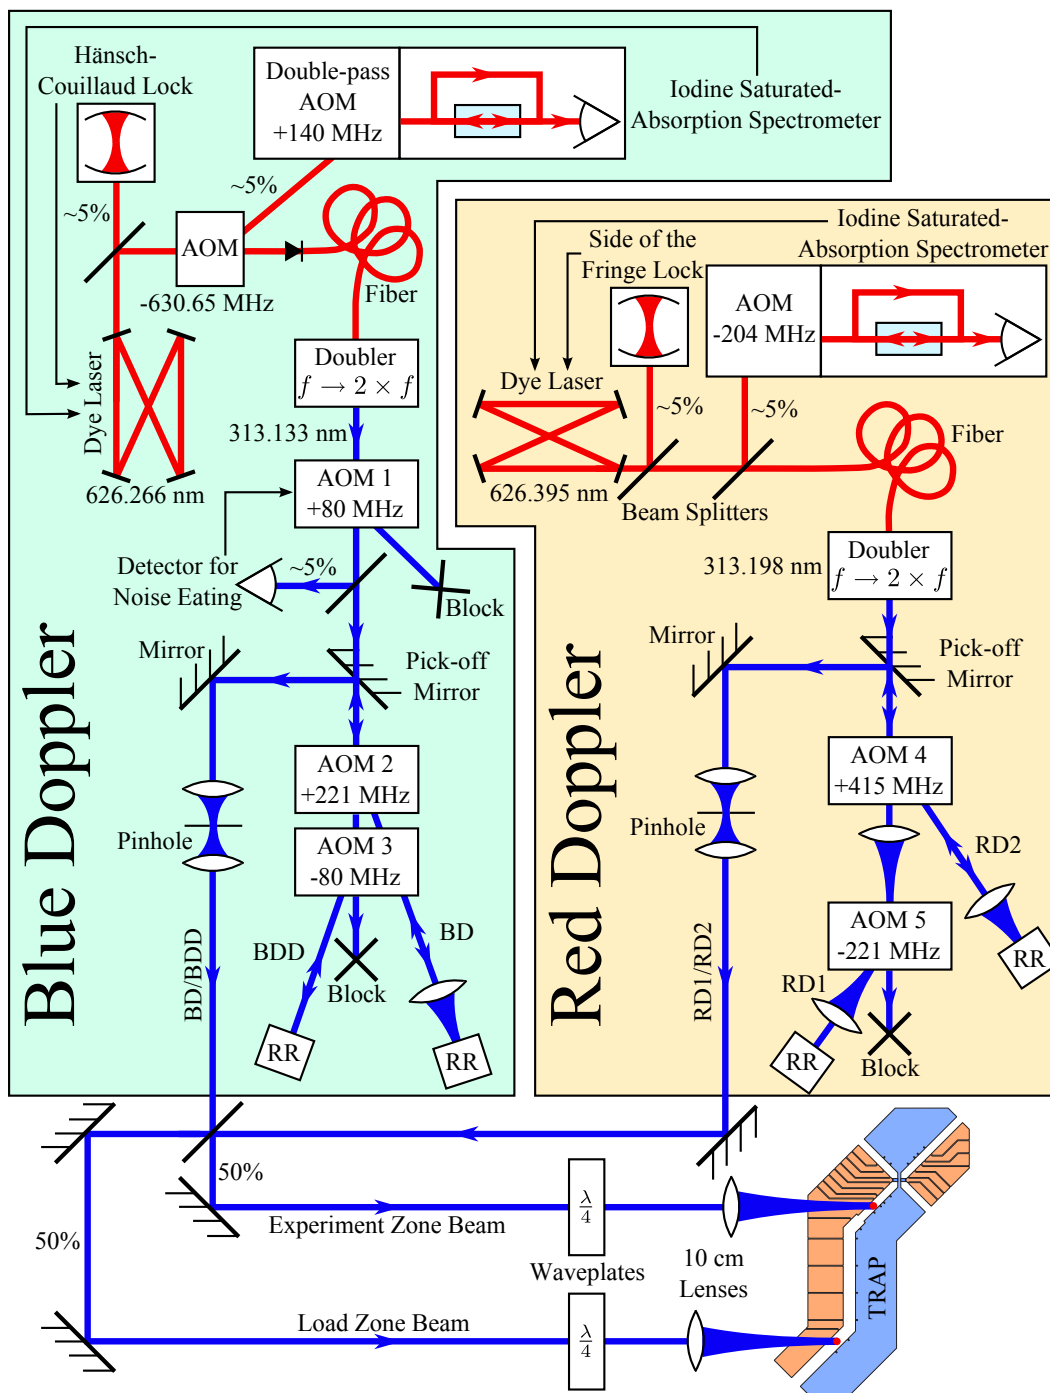 Hänsch-
Couillaud Lock
Double-pass
AOM
+140 MHz
Iodine Saturated-
Absorption Spectrometer
~5%
~5%
AOM
-630.65 MHz
Fiber
Dye Laser
626.266 nm
Doubler
f → 2 × f
313.133 nm
AOM 1
+80 MHz
Detector for
Noise Eating
~5%
Block
Mirror
Pick-off
Mirror
AOM 2
+221 MHz
Pinhole
AOM 3
-80 MHz
BDD
BD
Block
RR
RR
BD/BDD
Blue Doppler
Iodine Saturated-
Absorption Spectrometer
Side of the
Fringe Lock
AOM
-204 MHz
Dye Laser
~5%
~5%
626.395 nm
Beam Splitters
Fiber
313.198 nm
Doubler
f → 2 × f
Mirror
Pick-off
Mirror
AOM 4
+415 MHz
Pinhole
RD2
AOM 5
-221 MHz
RD1
RR
RR
Block
RD1/RD2
Red Doppler
50%
50%
Experiment Zone Beam
λ
4
Waveplates
10 cm
Lenses
Load Zone Beam
λ
4
TRAP